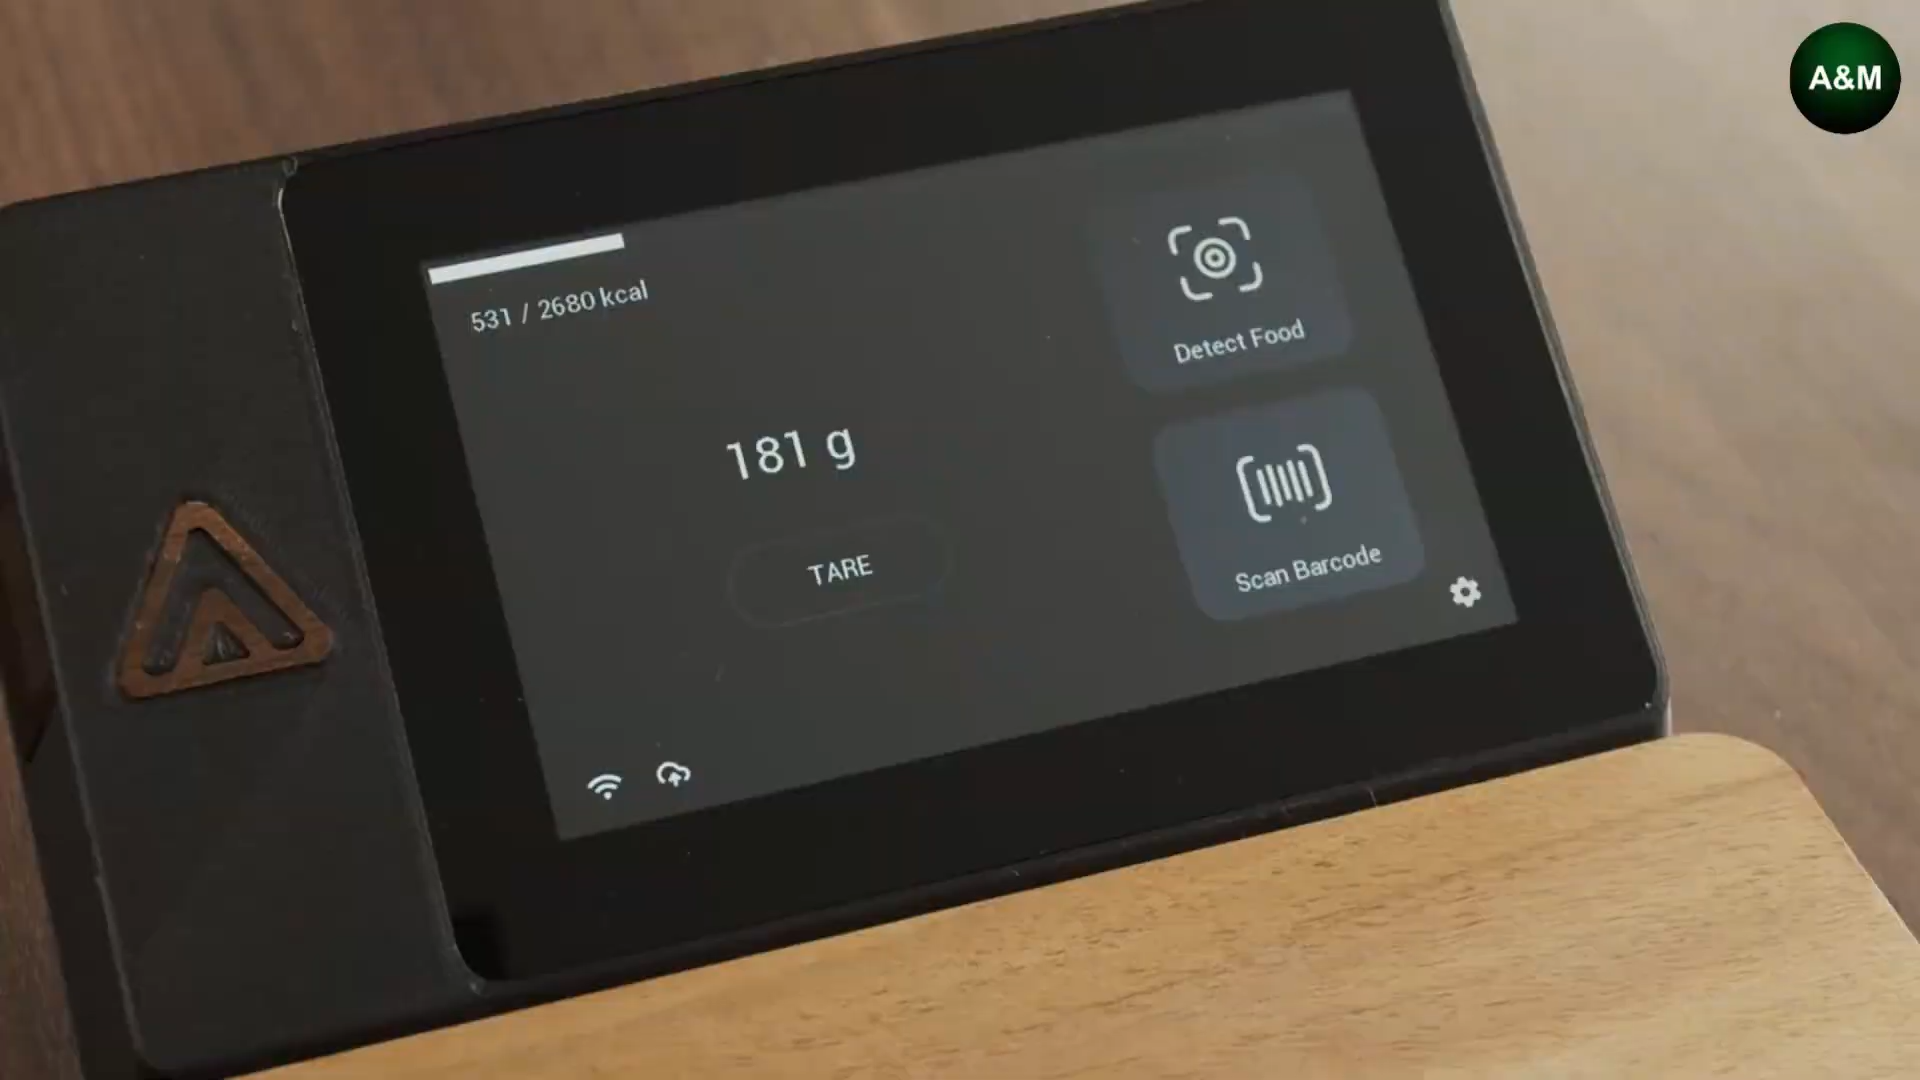 A&M
531 / 2680 kcal
Detect Food
181 g
TARE
Scan Barcode